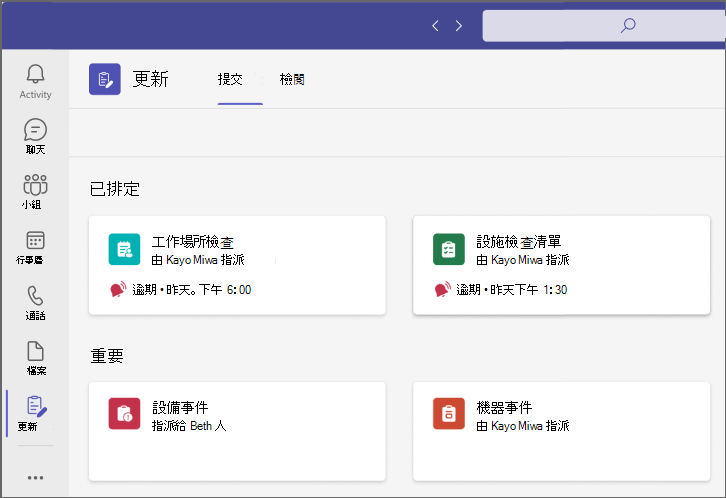 更新
提交
檢閱
Activity
聊天
小組
行事曆
通話
檔案
更新
已排定
工作場所檢查
由 Kayo Miwa 指派
逾期•昨天。下午 6:00
設施檢查清單
由 Kayo Miwa 指派
逾期•昨天下午 1:30
重要
設備事件
指派給 Beth 人
機器事件
由 Kayo Miwa 指派